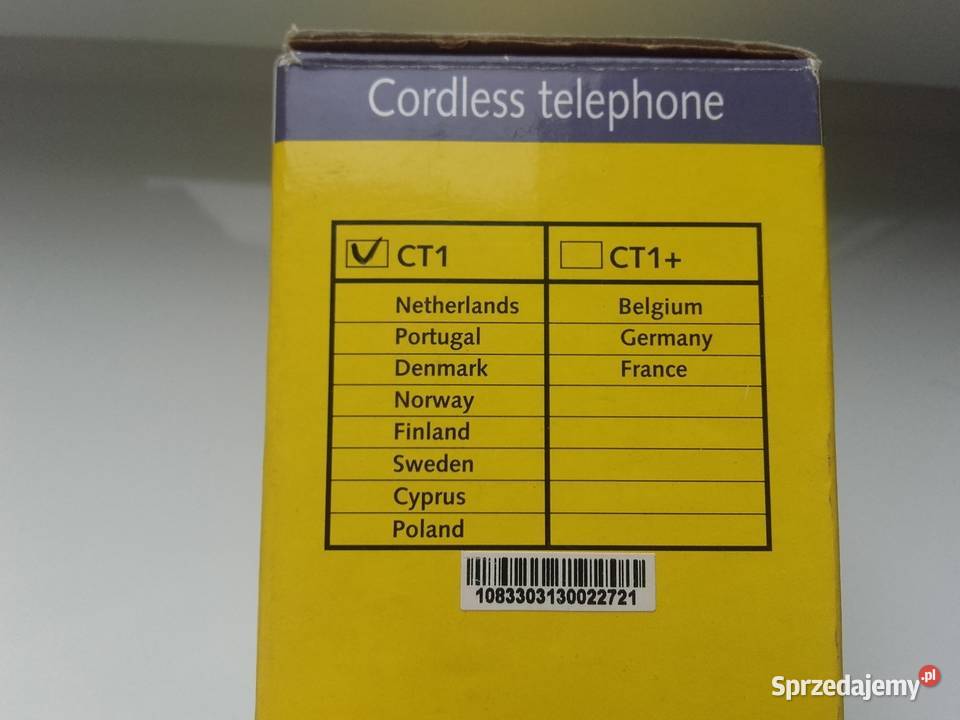 Cordless telephone
CT1 CT1+
Netherlands Belgium
Portugal Germany
Denmark France
Norway
Finland
Sweden
Cyprus
Poland
1083303130022721
Sprzedajemy.pl